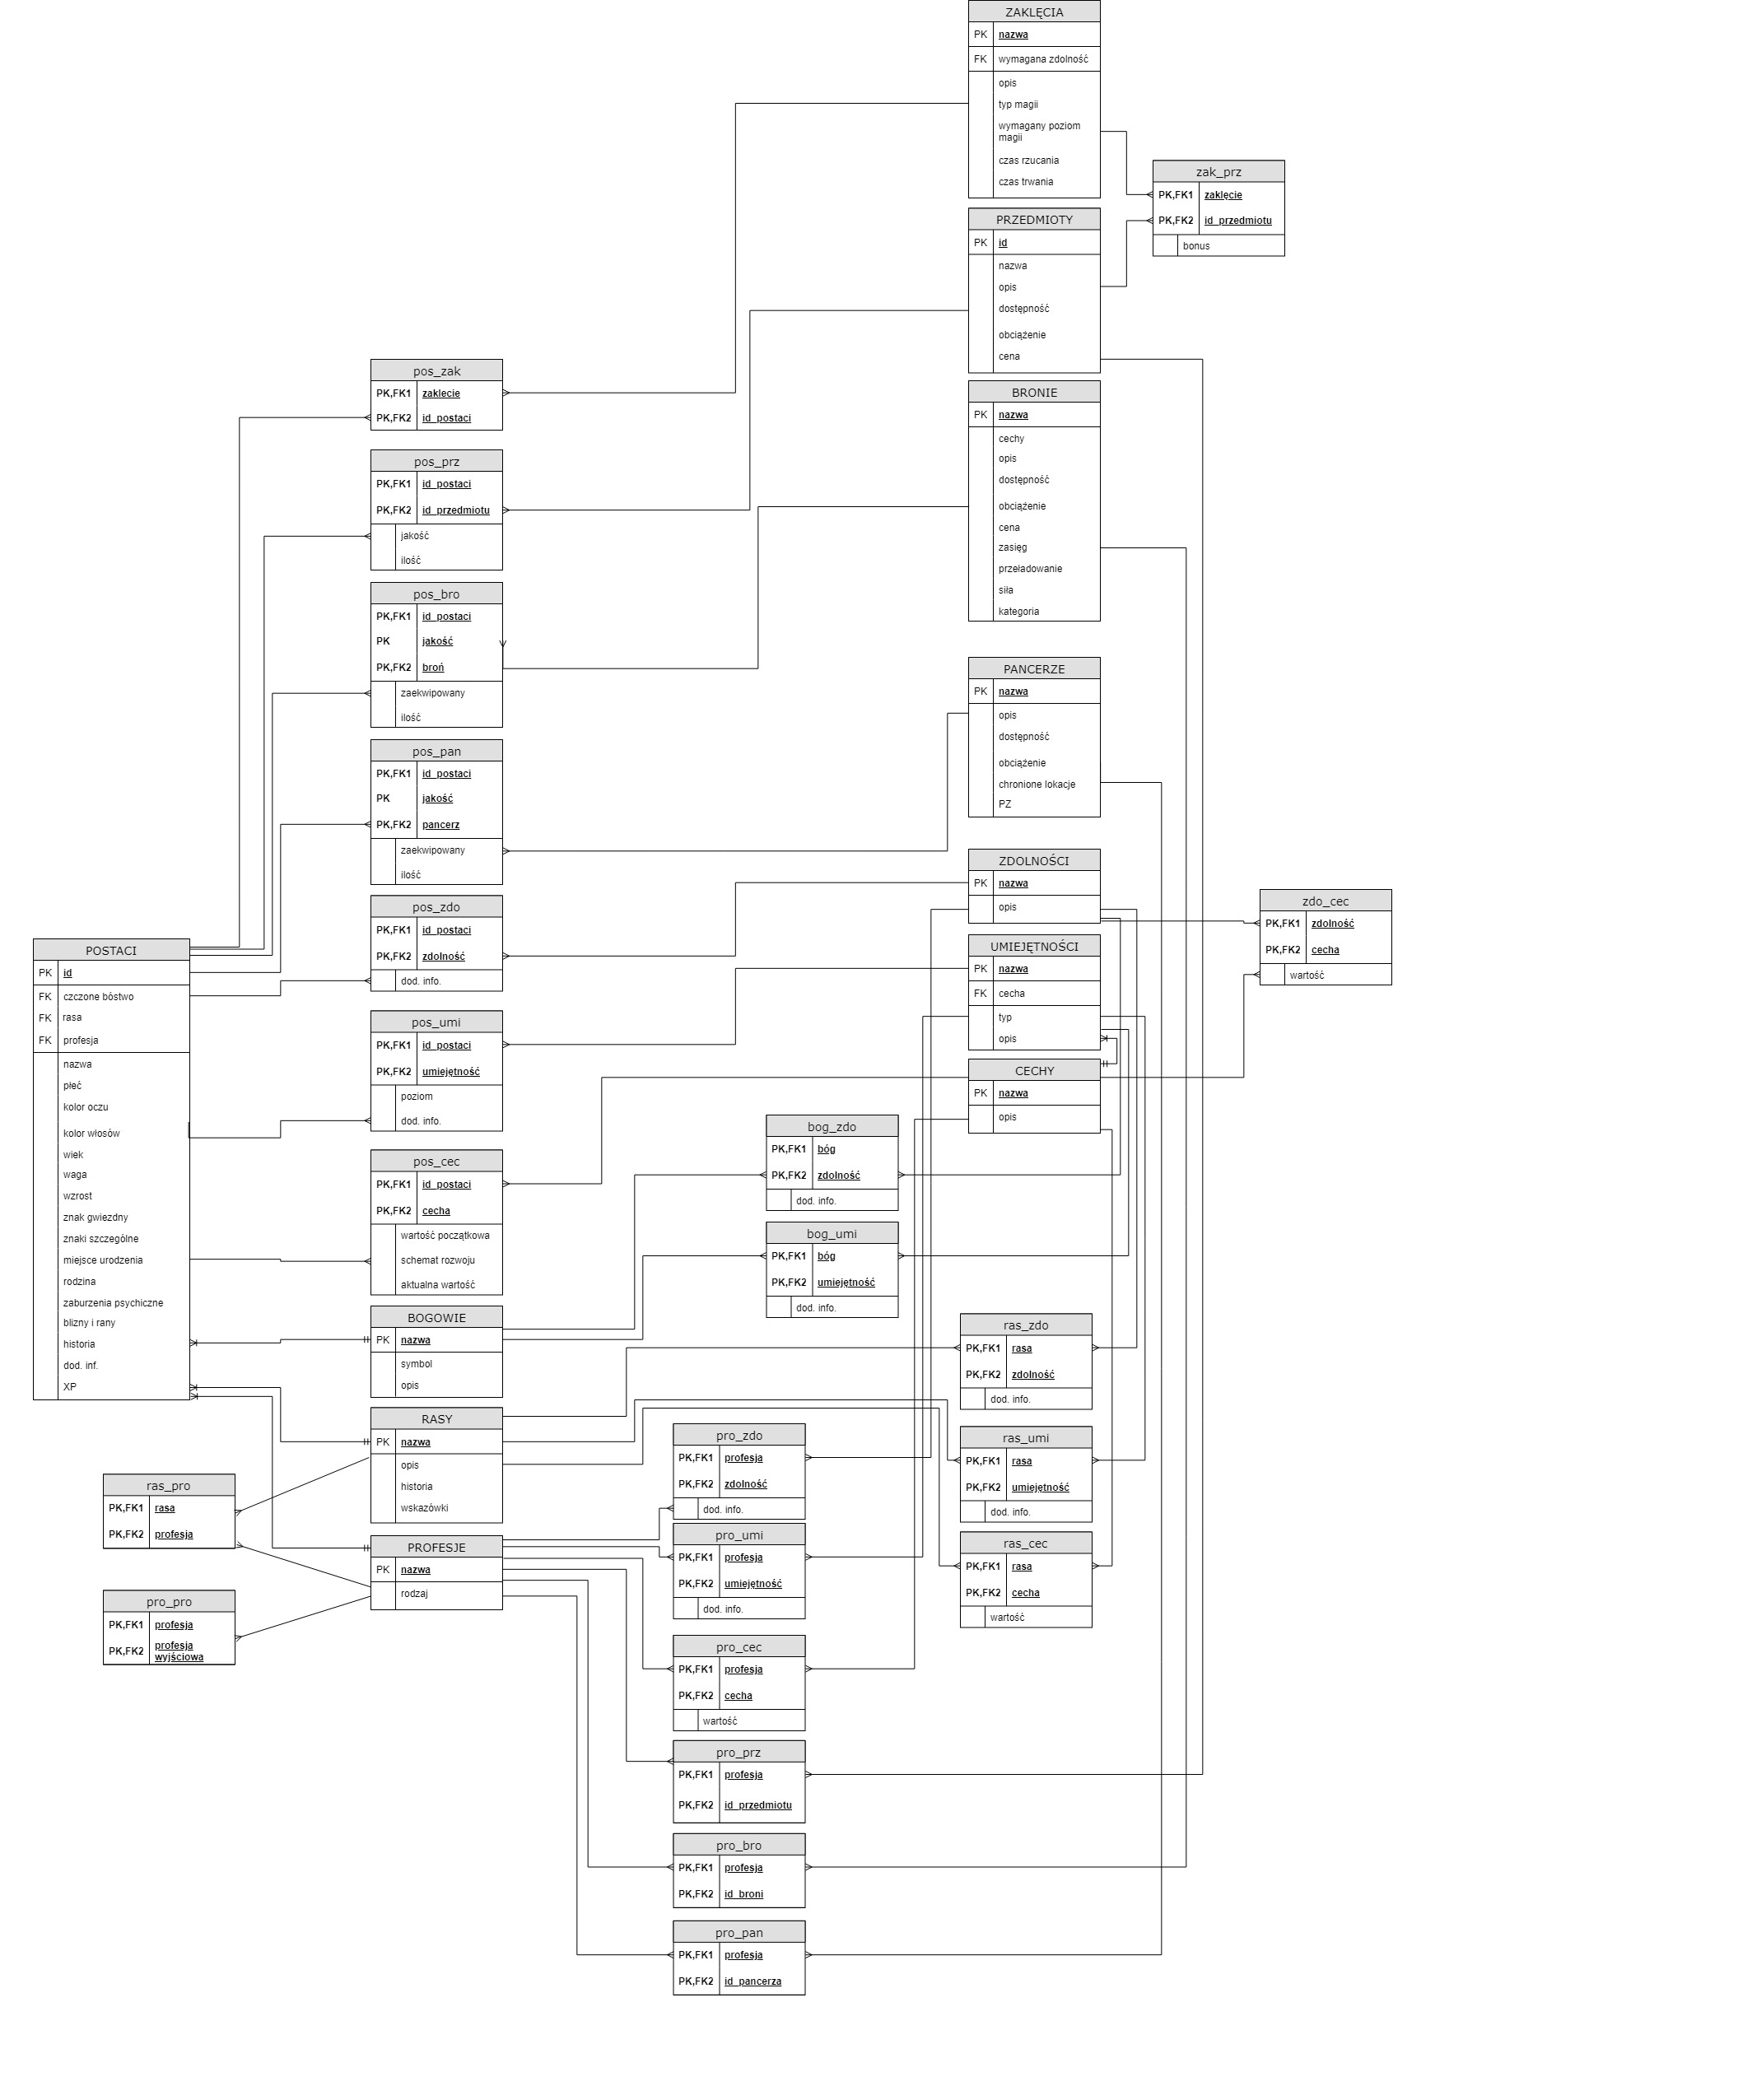 ZAKLĘCIA
PK nazwa
FK wymagana zdolność
opis
typ magii
wymagany poziom
magii
czas rzucania
czas trwania
zak_prz
PK,FK1 zaklęcie
PK,FK2 id_przedmiotu
bonus
PRZEDMIOTY
PK id
nazwa
opis
dostępność
obciążenie
cena
pos_zak
PK,FK1 zaklecie
PK,FK2 id_postaci
BRONIE
PK nazwa
cechy
opis
dostępność
obciążenie
cena
zasięg
przeładowanie
siła
kategoria
pos_prz
PK,FK1 id_postaci
PK,FK2 id_przedmiotu
jakość
ilość
pos_bro
PK,FK1 id_postaci
PK jakość
PK,FK2 broń
zaekwipowany
ilość
PANCERZE
PK nazwa
opis
dostępność
obciążenie
chronione lokacje
PZ
pos_pan
PK,FK1 id_postaci
PK jakość
PK,FK2 pancerz
zaekwipowany
ilość
ZDOLNOŚCI
PK nazwa
opis
zdo_cec
PK,FK1 zdolność
PK,FK2 cecha
wartość
pos_zdo
PK,FK1 id_postaci
PK,FK2 zdolność
dod. info.
UMIEJĘTNOŚCI
PK nazwa
FK cecha
typ
opis
POSTACI
PK id
FK czczone bóstwo
FK rasa
FK profesja
nazwa
płeć
kolor oczu
kolor włosów
wiek
waga
wzrost
znak gwiezdny
znaki szczególne
miejsce urodzenia
rodzina
zaburzenia psychiczne
blizny i rany
historia
dod. inf.
XP
pos_umi
PK,FK1 id_postaci
PK,FK2 umiejętność
poziom
dod. info.
CECHY
PK nazwa
opis
bog_zdo
PK,FK1 bóg
PK,FK2 zdolność
dod. info.
pos_cec
PK,FK1 id_postaci
PK,FK2 cecha
wartość początkowa
schemat rozwoju
aktualna wartość
bog_umi
PK,FK1 bóg
PK,FK2 umiejętność
dod. info.
BOGOWIE
PK nazwa
symbol
opis
ras_zdo
PK,FK1 rasa
PK,FK2 zdolność
dod. info.
RASY
PK nazwa
opis
historia
wskazówki
pro_zdo
PK,FK1 profesja
PK,FK2 zdolność
dod. info.
ras_umi
PK,FK1 rasa
PK,FK2 umiejętność
dod. info.
ras_pro
PK,FK1 rasa
PK,FK2 profesja
PROFESJE
PK nazwa
rodzaj
pro_umi
PK,FK1 profesja
PK,FK2 umiejętność
dod. info.
ras_cec
PK,FK1 rasa
PK,FK2 cecha
wartość
pro_pro
PK,FK1 profesja
PK,FK2 profesja
wyjściowa
pro_cec
PK,FK1 profesja
PK,FK2 cecha
wartość
pro_prz
PK,FK1 profesja
PK,FK2 id_przedmiotu
pro_bro
PK,FK1 profesja
PK,FK2 id_broni
pro_pan
PK,FK1 profesja
PK,FK2 id_pancerza